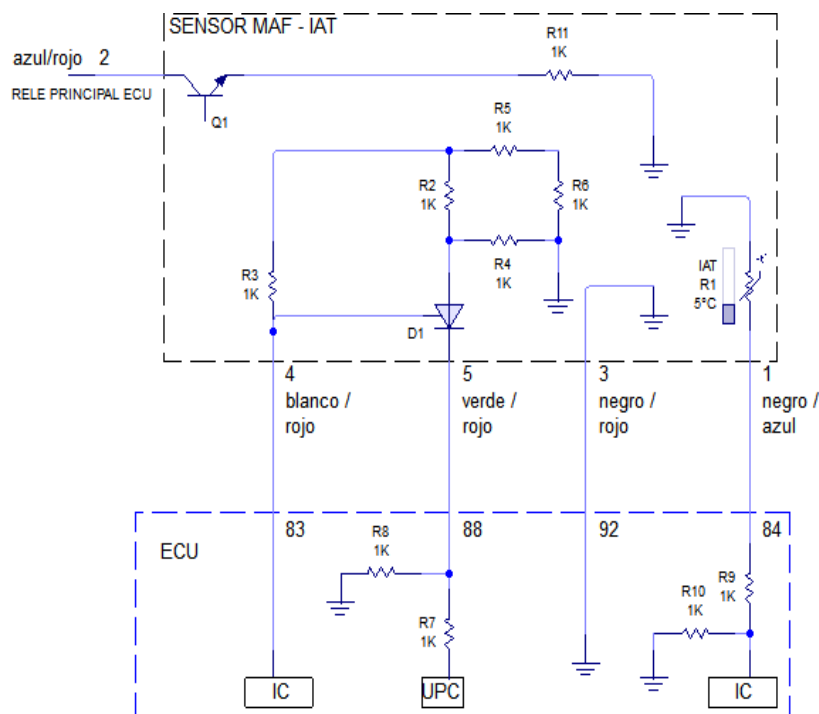 SENSOR MAF - IAT
R11
1K
azul/rojo 2
RELE PRINCIPAL ECU
Q1
R5
1K
R2
1K
R6
1K
R4
1K
R3
1K
D1
IAT
R1
5°C
-t°
4
blanco /
rojo
5
verde /
rojo
3
negro /
rojo
1
negro /
azul
ECU
83
88
92
84
R8
1K
R7
1K
R9
1K
R10
1K
IC
UPC
IC